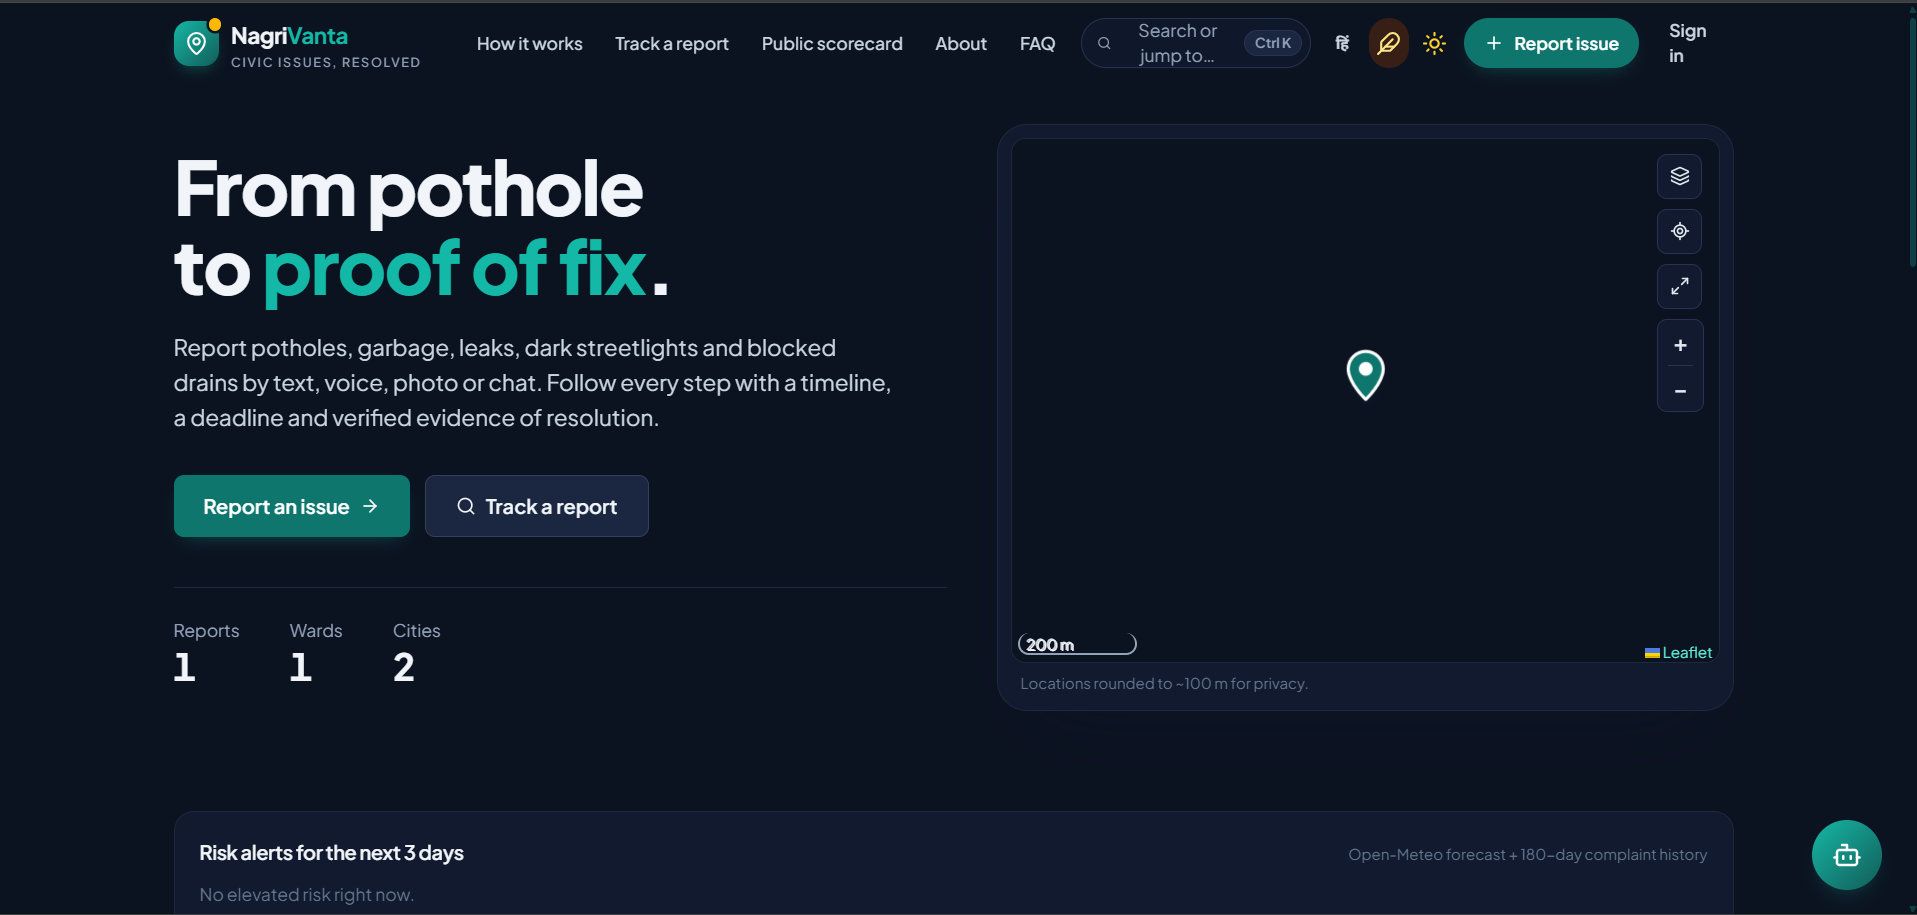 NagriVanta
CIVIC ISSUES, RESOLVED
How it works
Track a report
Public scorecard
About
FAQ
Search or
jump to...
Ctrl K
हिं
Report issue
Sign
in
From pothole
to proof of fix.
Report potholes, garbage, leaks, dark streetlights and blocked
drains by text, voice, photo or chat. Follow every step with a timeline,
a deadline and verified evidence of resolution.
Report an issue
Track a report
Reports
1
Wards
1
Cities
2
200 m
Leaflet
Locations rounded to ~100 m for privacy.
Risk alerts for the next 3 days
Open-Meteo forecast + 180-day complaint history
No elevated risk right now.